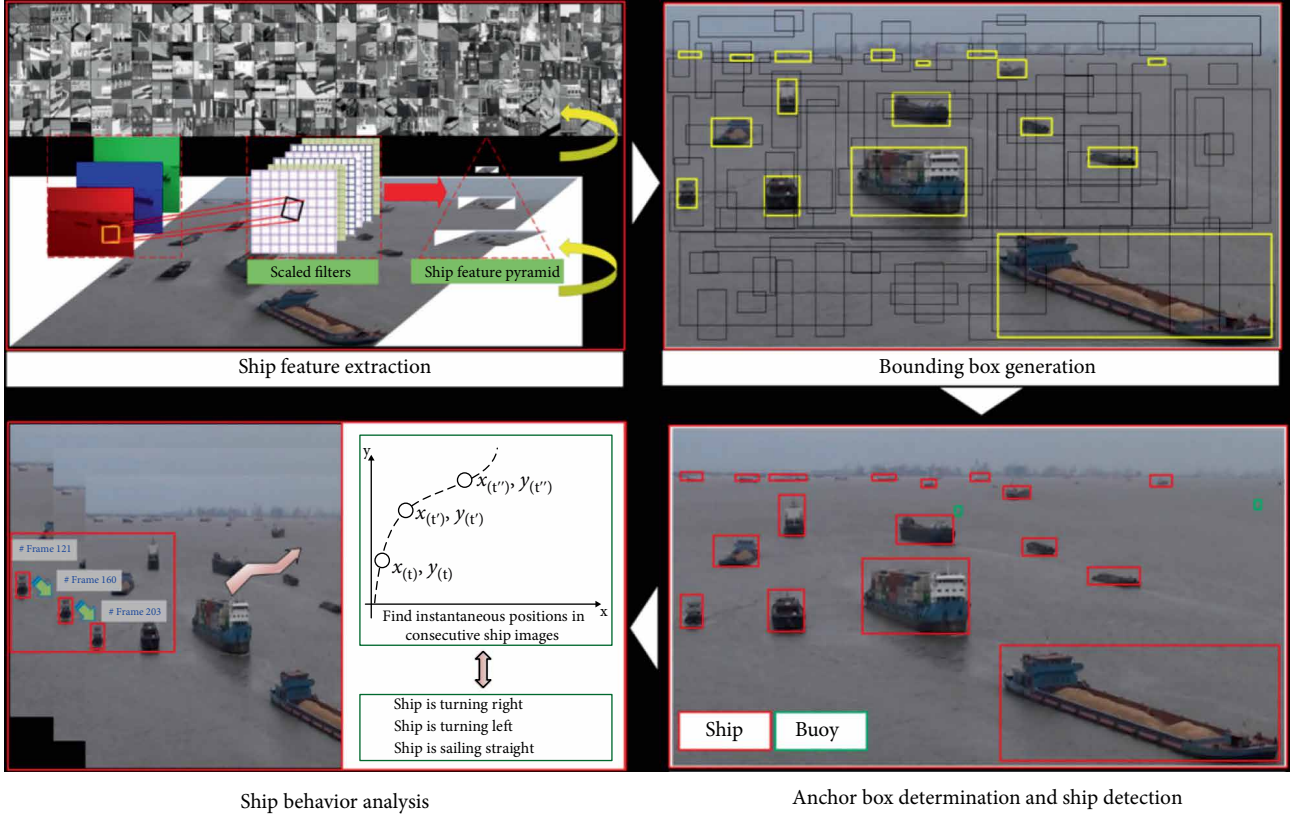 Scaled filters
Ship feature pyramid
Ship feature extraction
Bounding box generation
# Frame 121
# Frame 160
# Frame 203
y
x(t''), y(t'')
x(t'), y(t')
x(t), y(t)
x
Find instantaneous positions in
consecutive ship images
Ship is turning right
Ship is turning left
Ship is sailing straight
Ship behavior analysis
Ship
Buoy
Anchor box determination and ship detection